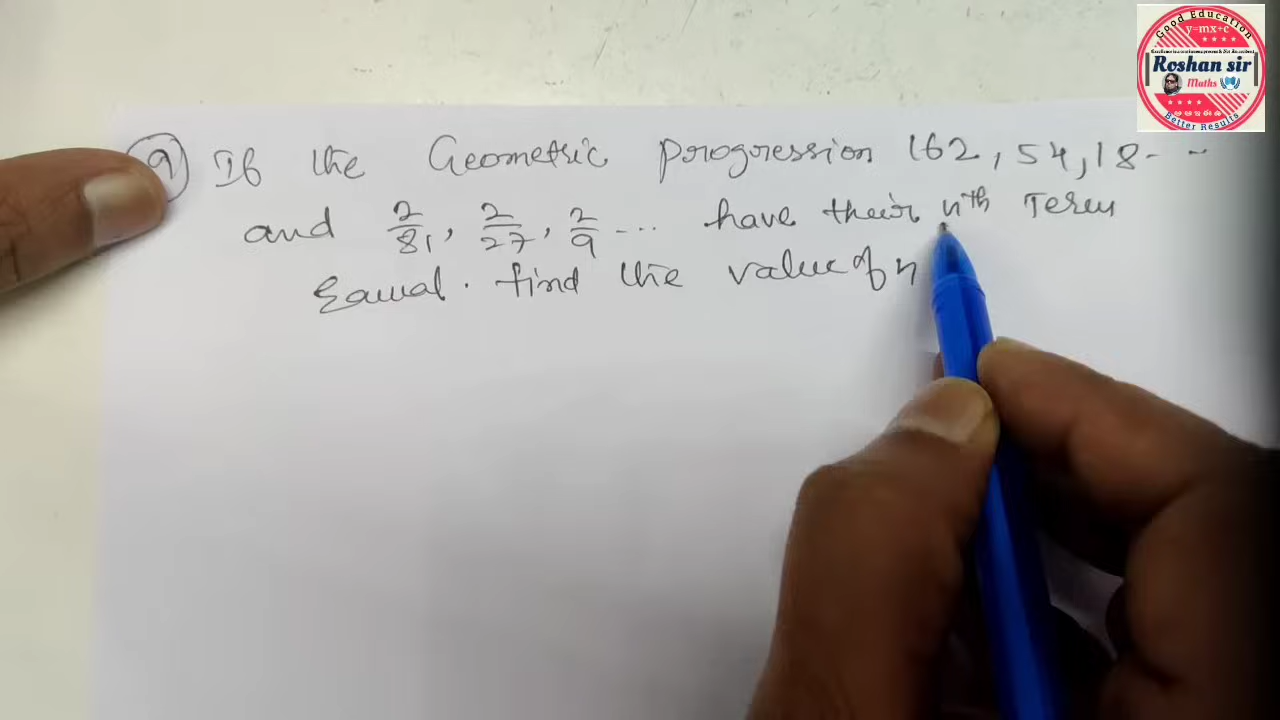 Good Education
y=mx+c
Roshan sir
Maths
Better Results
9 If the Geometric progression 162, 54, 18- -
and 2/81, 2/27, 2/9 ... have their nth Term
Equal. find the value of n